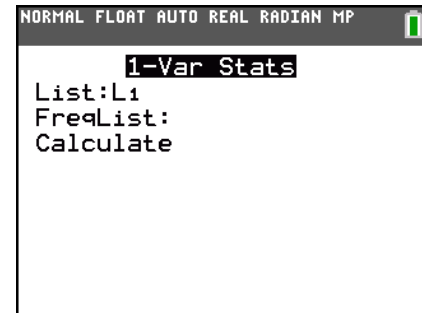 NORMAL FLOAT AUTO REAL RADIAN MP
1-Var Stats
List:L₁
FreqList:
Calculate